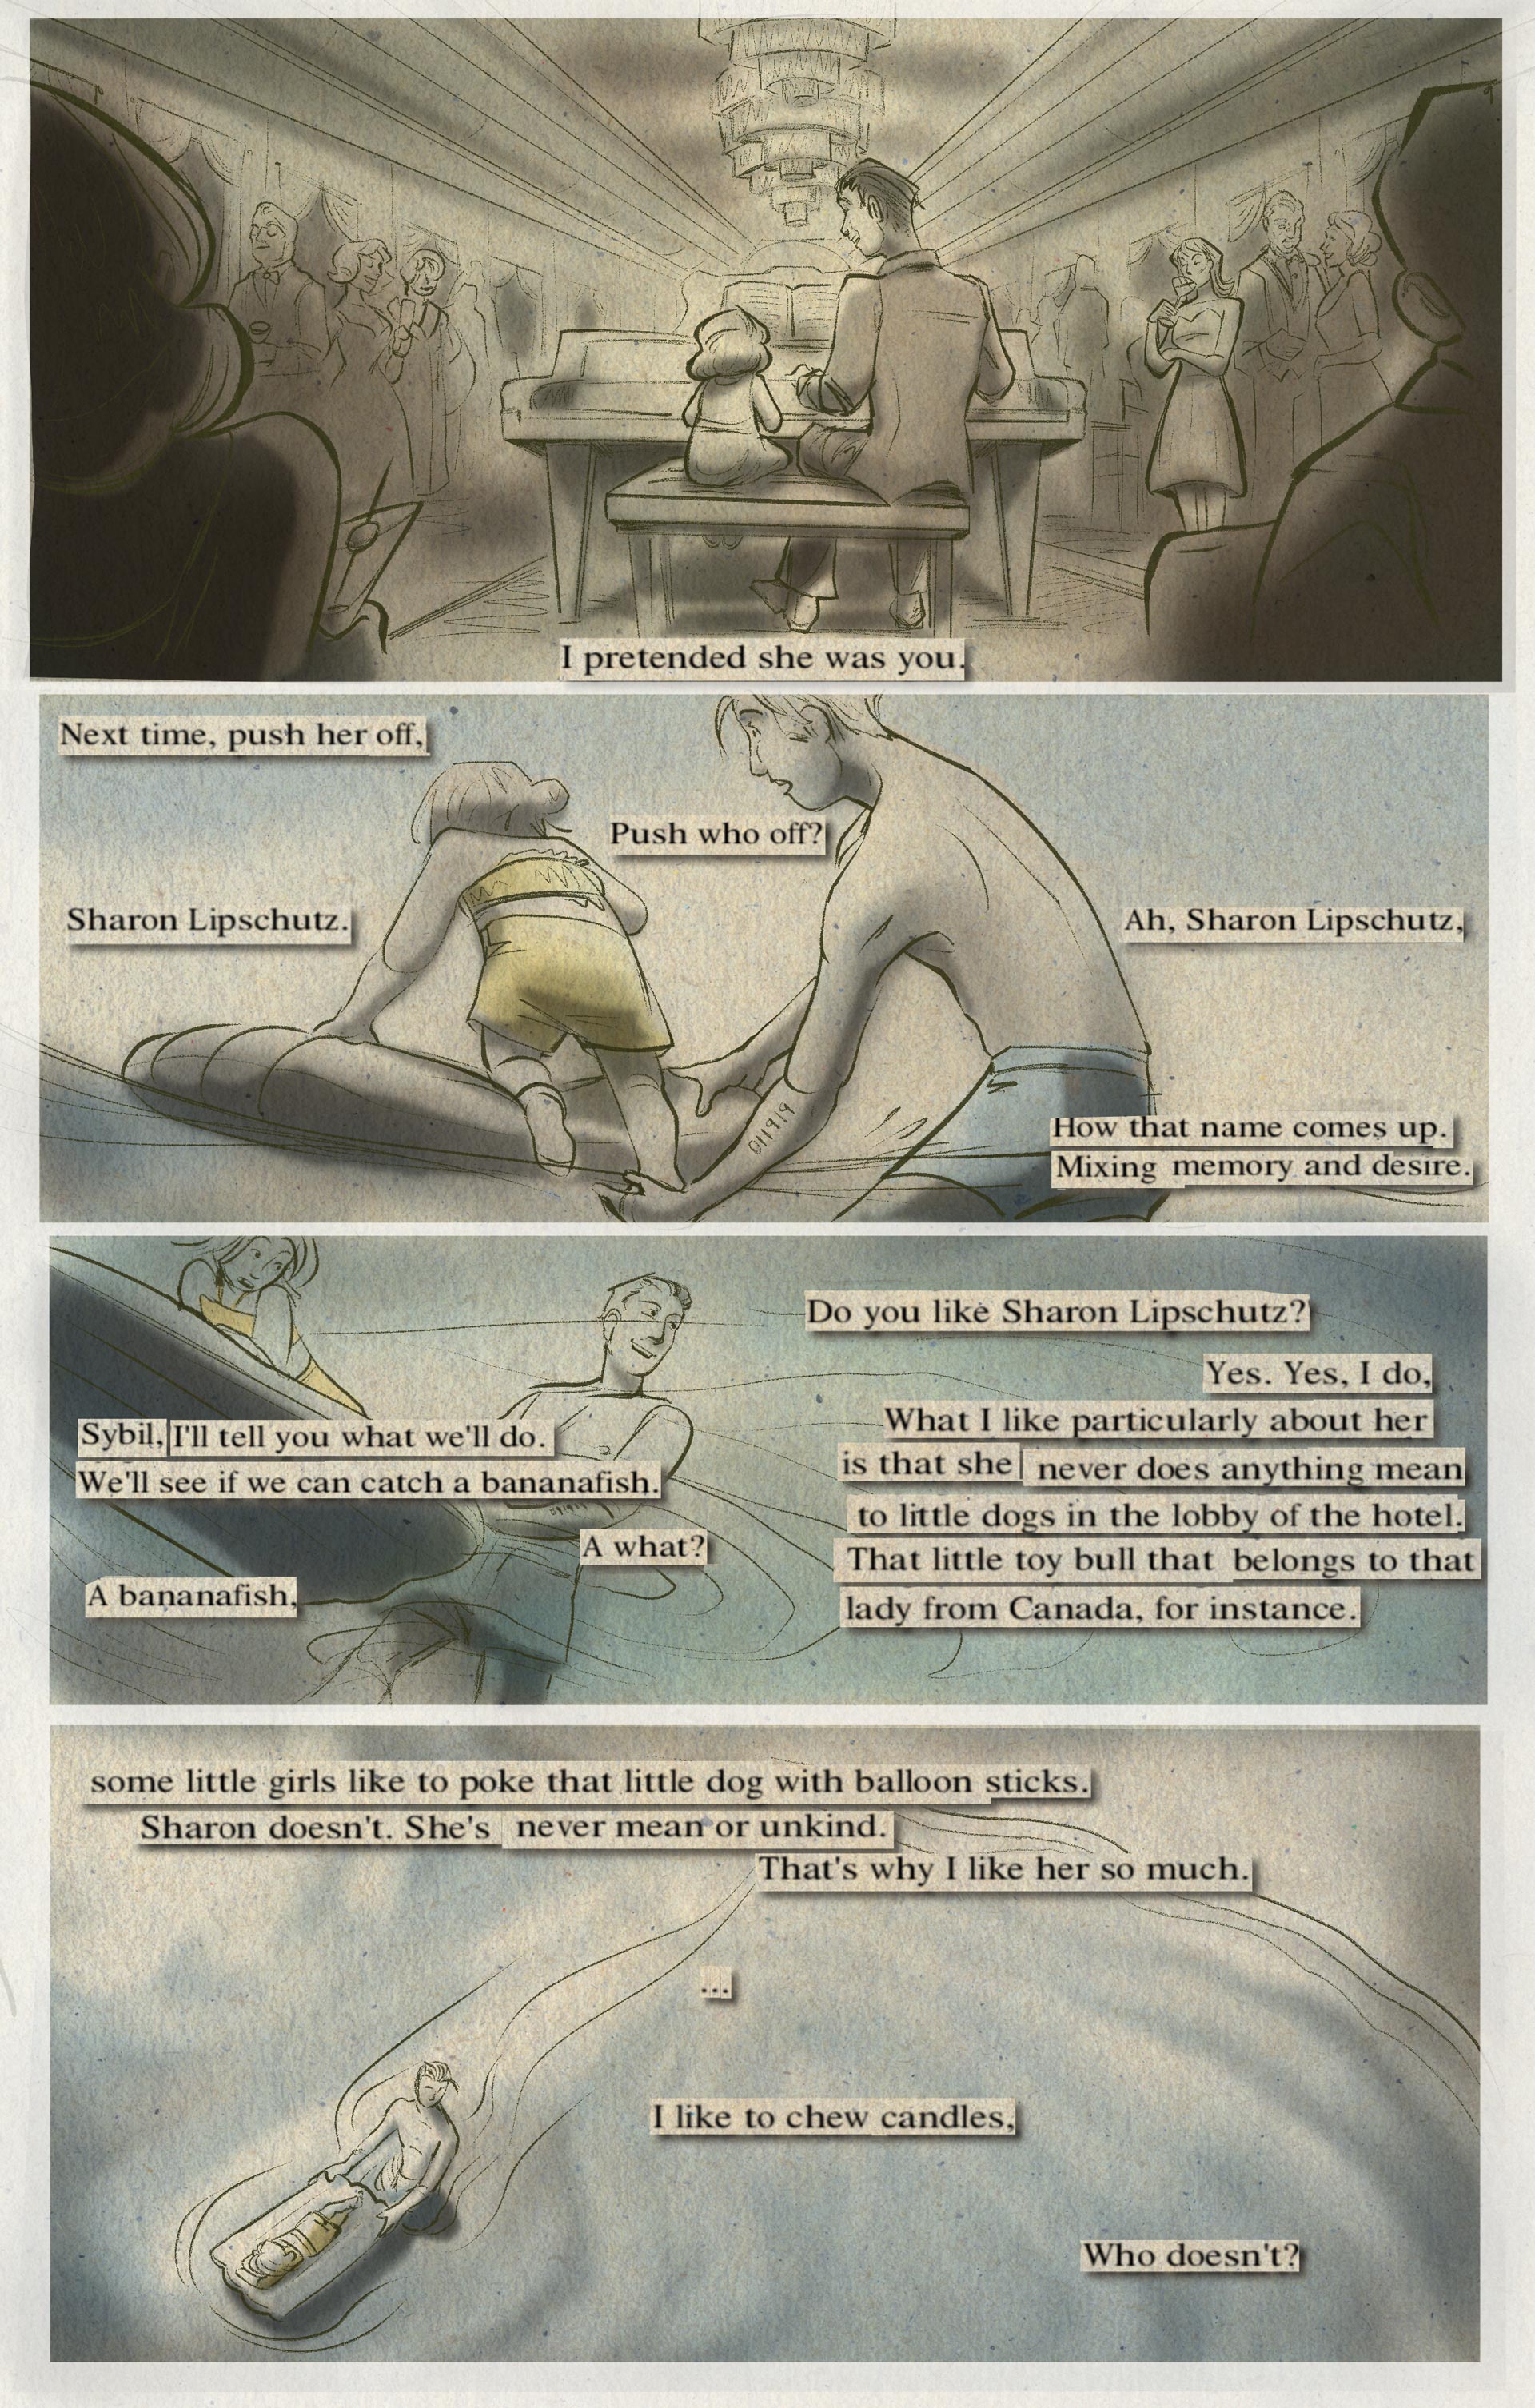 I pretended she was you.
Next time, push her off,
Push who off?
Sharon Lipschutz.
Ah, Sharon Lipschutz,
How that name comes up.
Mixing memory and desire.
011919
Do you like Sharon Lipschutz?
Yes. Yes, I do,
What I like particularly about her
is that she never does anything mean
to little dogs in the lobby of the hotel.
That little toy bull that belongs to that
lady from Canada, for instance.
Sybil, I'll tell you what we'll do.
We'll see if we can catch a bananafish.
A what?
A bananafish,
some little girls like to poke that little dog with balloon sticks.
Sharon doesn't. She's never mean or unkind.
That's why I like her so much.
...
I like to chew candles,
Who doesn't?